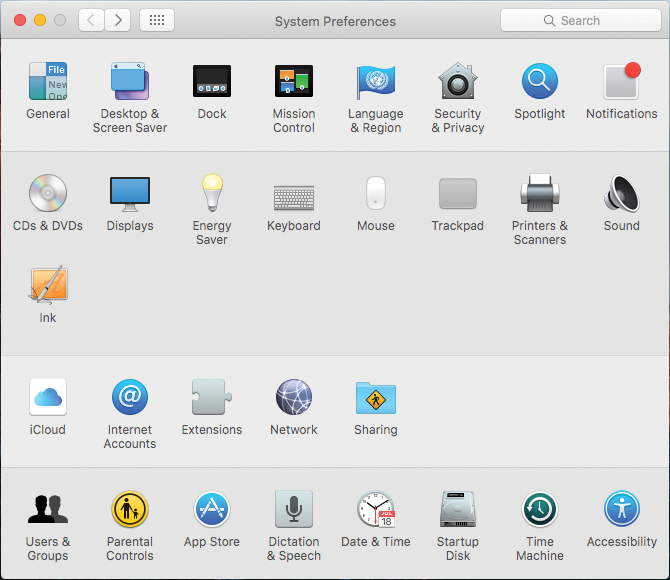 System Preferences
Search
File
New
Ope
General
Desktop &
Screen Saver
Dock
Mission
Control
Language
& Region
Security
& Privacy
Spotlight
Notifications
CDs & DVDs
Displays
Energy
Saver
Keyboard
Mouse
Trackpad
Printers &
Scanners
Sound
Ink
iCloud
@
Internet
Accounts
Extensions
Network
Sharing
Users &
Groups
Parental
Controls
App Store
Dictation
& Speech
JUL
18
Date & Time
Startup
Disk
Time
Machine
Accessibility